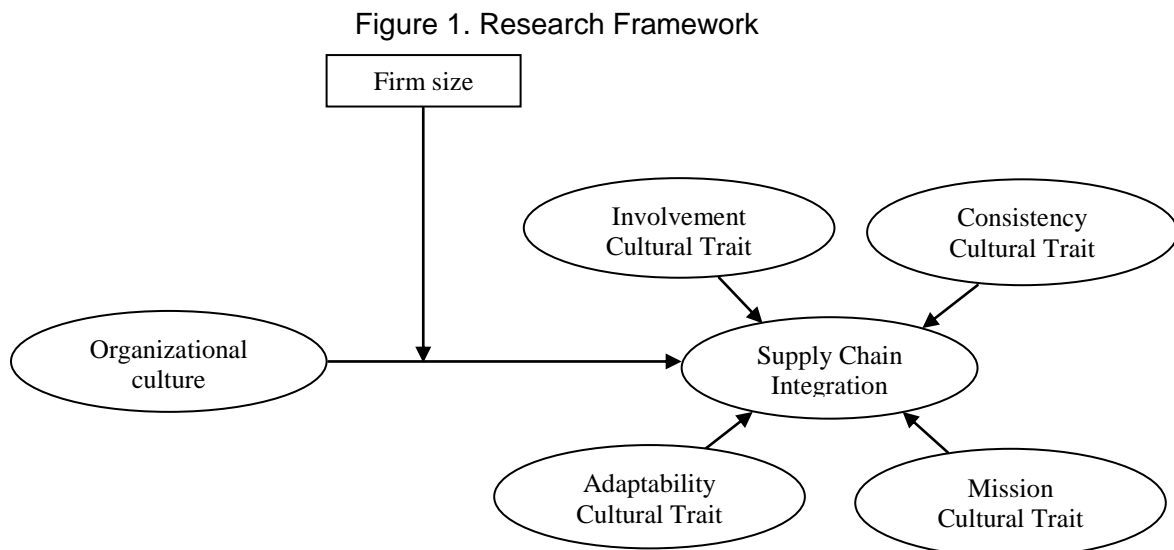 Figure 1. Research Framework
Firm size
Involvement
Cultural Trait
Consistency
Cultural Trait
Organizational
culture
Supply Chain
Integration
Adaptability
Cultural Trait
Mission
Cultural Trait